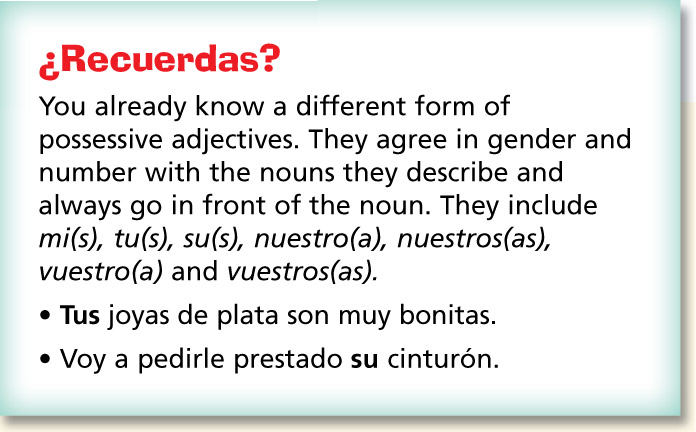 ¿Recuerdas?
You already know a different form of
possessive adjectives. They agree in gender and
number with the nouns they describe and
always go in front of the noun. They include
mi(s), tu(s), su(s), nuestro(a), nuestros(as),
vuestro(a) and vuestros(as).
• Tus joyas de plata son muy bonitas.
• Voy a pedirle prestado su cinturón.